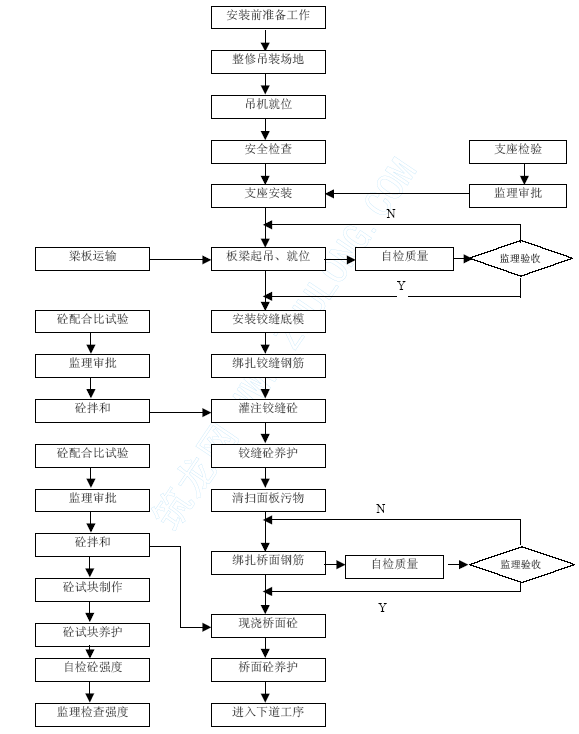 安装前准备工作
整修吊装场地
吊机就位
安全检查
支座检验
支座安装
监理审批
N
梁板运输
板梁起吊、就位
自检质量
监理验收
Y
砼配合比试验
安装铰缝底模
监理审批
绑扎铰缝钢筋
砼拌和
灌注铰缝砼
砼配合比试验
铰缝砼养护
监理审批
清扫面板污物
N
砼拌和
绑扎桥面钢筋
自检质量
监理验收
砼试块制作
Y
砼试块养护
现浇桥面砼
自检砼强度
桥面砼养护
监理检查强度
进入下道工序
筑龙网 WWW.ZHULONG.COM